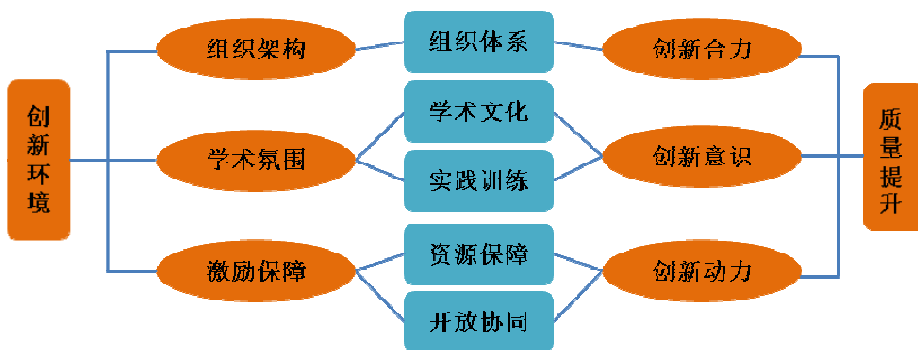 创新环境
组织架构
学术氛围
激励保障
组织体系
学术文化
实践训练
资源保障
开放协同
创新合力
创新意识
创新动力
质量提升